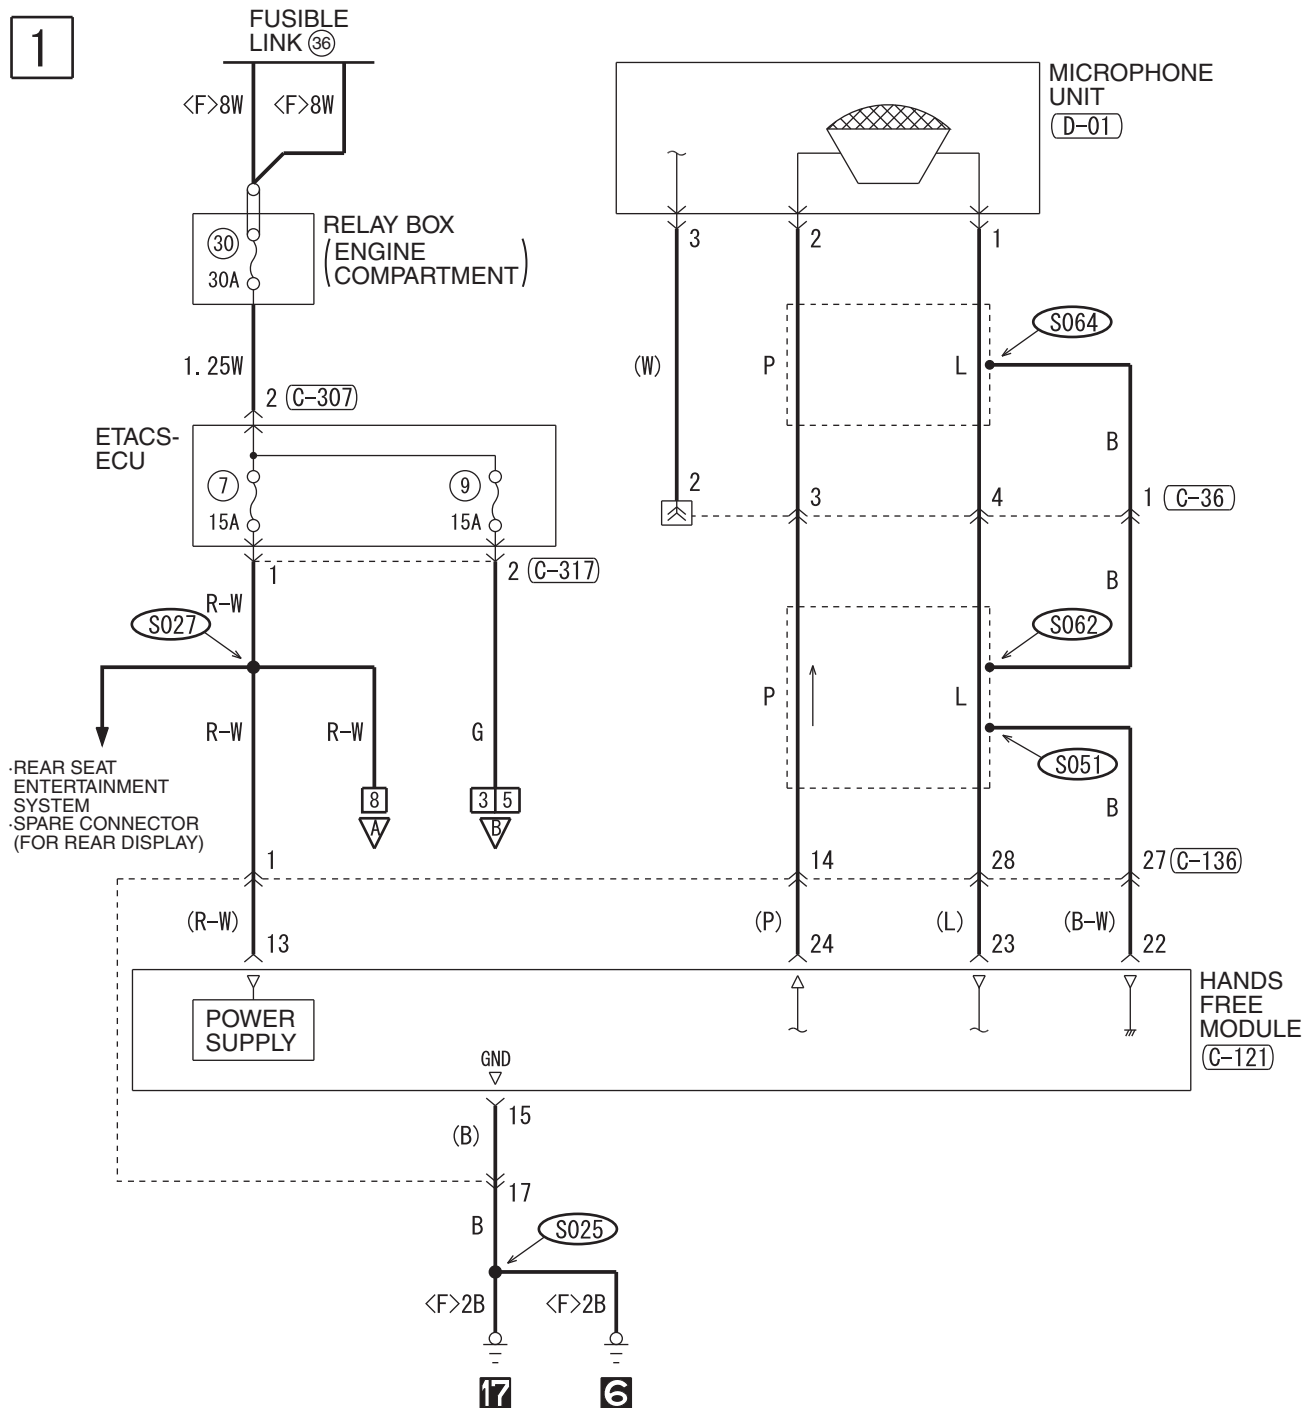 1
FUSIBLE
LINK 36
<F>8W <F>8W
MICROPHONE
UNIT
D-01
30
30A
RELAY BOX
(ENGINE
COMPARTMENT)
3 2 1
S064
1.25W
(W) P L
2 C-307
ETACS-
ECU
B
7
15A
9
15A
2 3 4 1 C-36
1 2 C-317
B
R-W
S027
S062
P L
R-W R-W G
S051
·REAR SEAT
ENTERTAINMENT
SYSTEM
·SPARE CONNECTOR
(FOR REAR DISPLAY)
8
A
3 5
B
B
1 14 28 27 C-136
(R-W) (P) (L) (B-W)
13 24 23 22
HANDS
FREE
MODULE
C-121
POWER
SUPPLY
GND
15
(B)
17
B
S025
<F>2B <F>2B
17 6